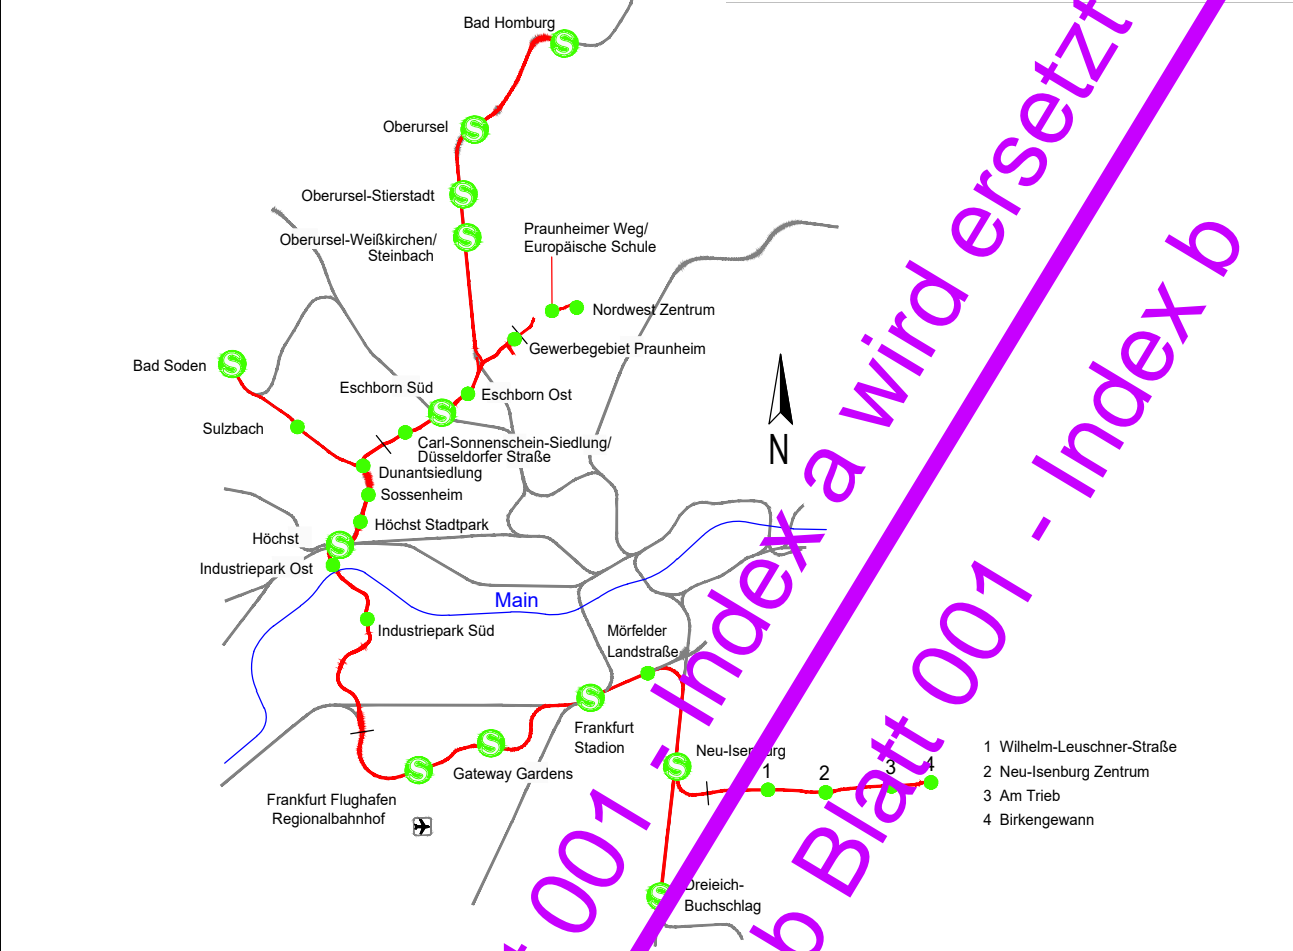 Bad Homburg
Oberursel
Oberursel-Stierstadt
Oberursel-Weißkirchen/
Steinbach
Praunheimer Weg/
Europäische Schule
Nordwest Zentrum
Gewerbegebiet Praunheim
Bad Soden
Eschborn Süd
Eschborn Ost
Sulzbach
Carl-Sonnenschein-Siedlung/
Düsseldorfer Straße
Dunantsiedlung
Sossenheim
Höchst Stadtpark
Höchst
Industriepark Ost
Main
Industriepark Süd
Mörfelder
Landstraße
Frankfurt
Stadion
Gateway Gardens
Frankfurt Flughafen
Regionalbahnhof
Neu-Isenburg
1
2
3
4
Dreieich-
Buchschlag
N
1 Wilhelm-Leuschner-Straße
2 Neu-Isenburg Zentrum
3 Am Trieb
4 Birkengewann
t 001 - Index a wird ersetzt
b Blatt 001 - Index b
S
S
S
S
S
S
S
S
S
S
S
S